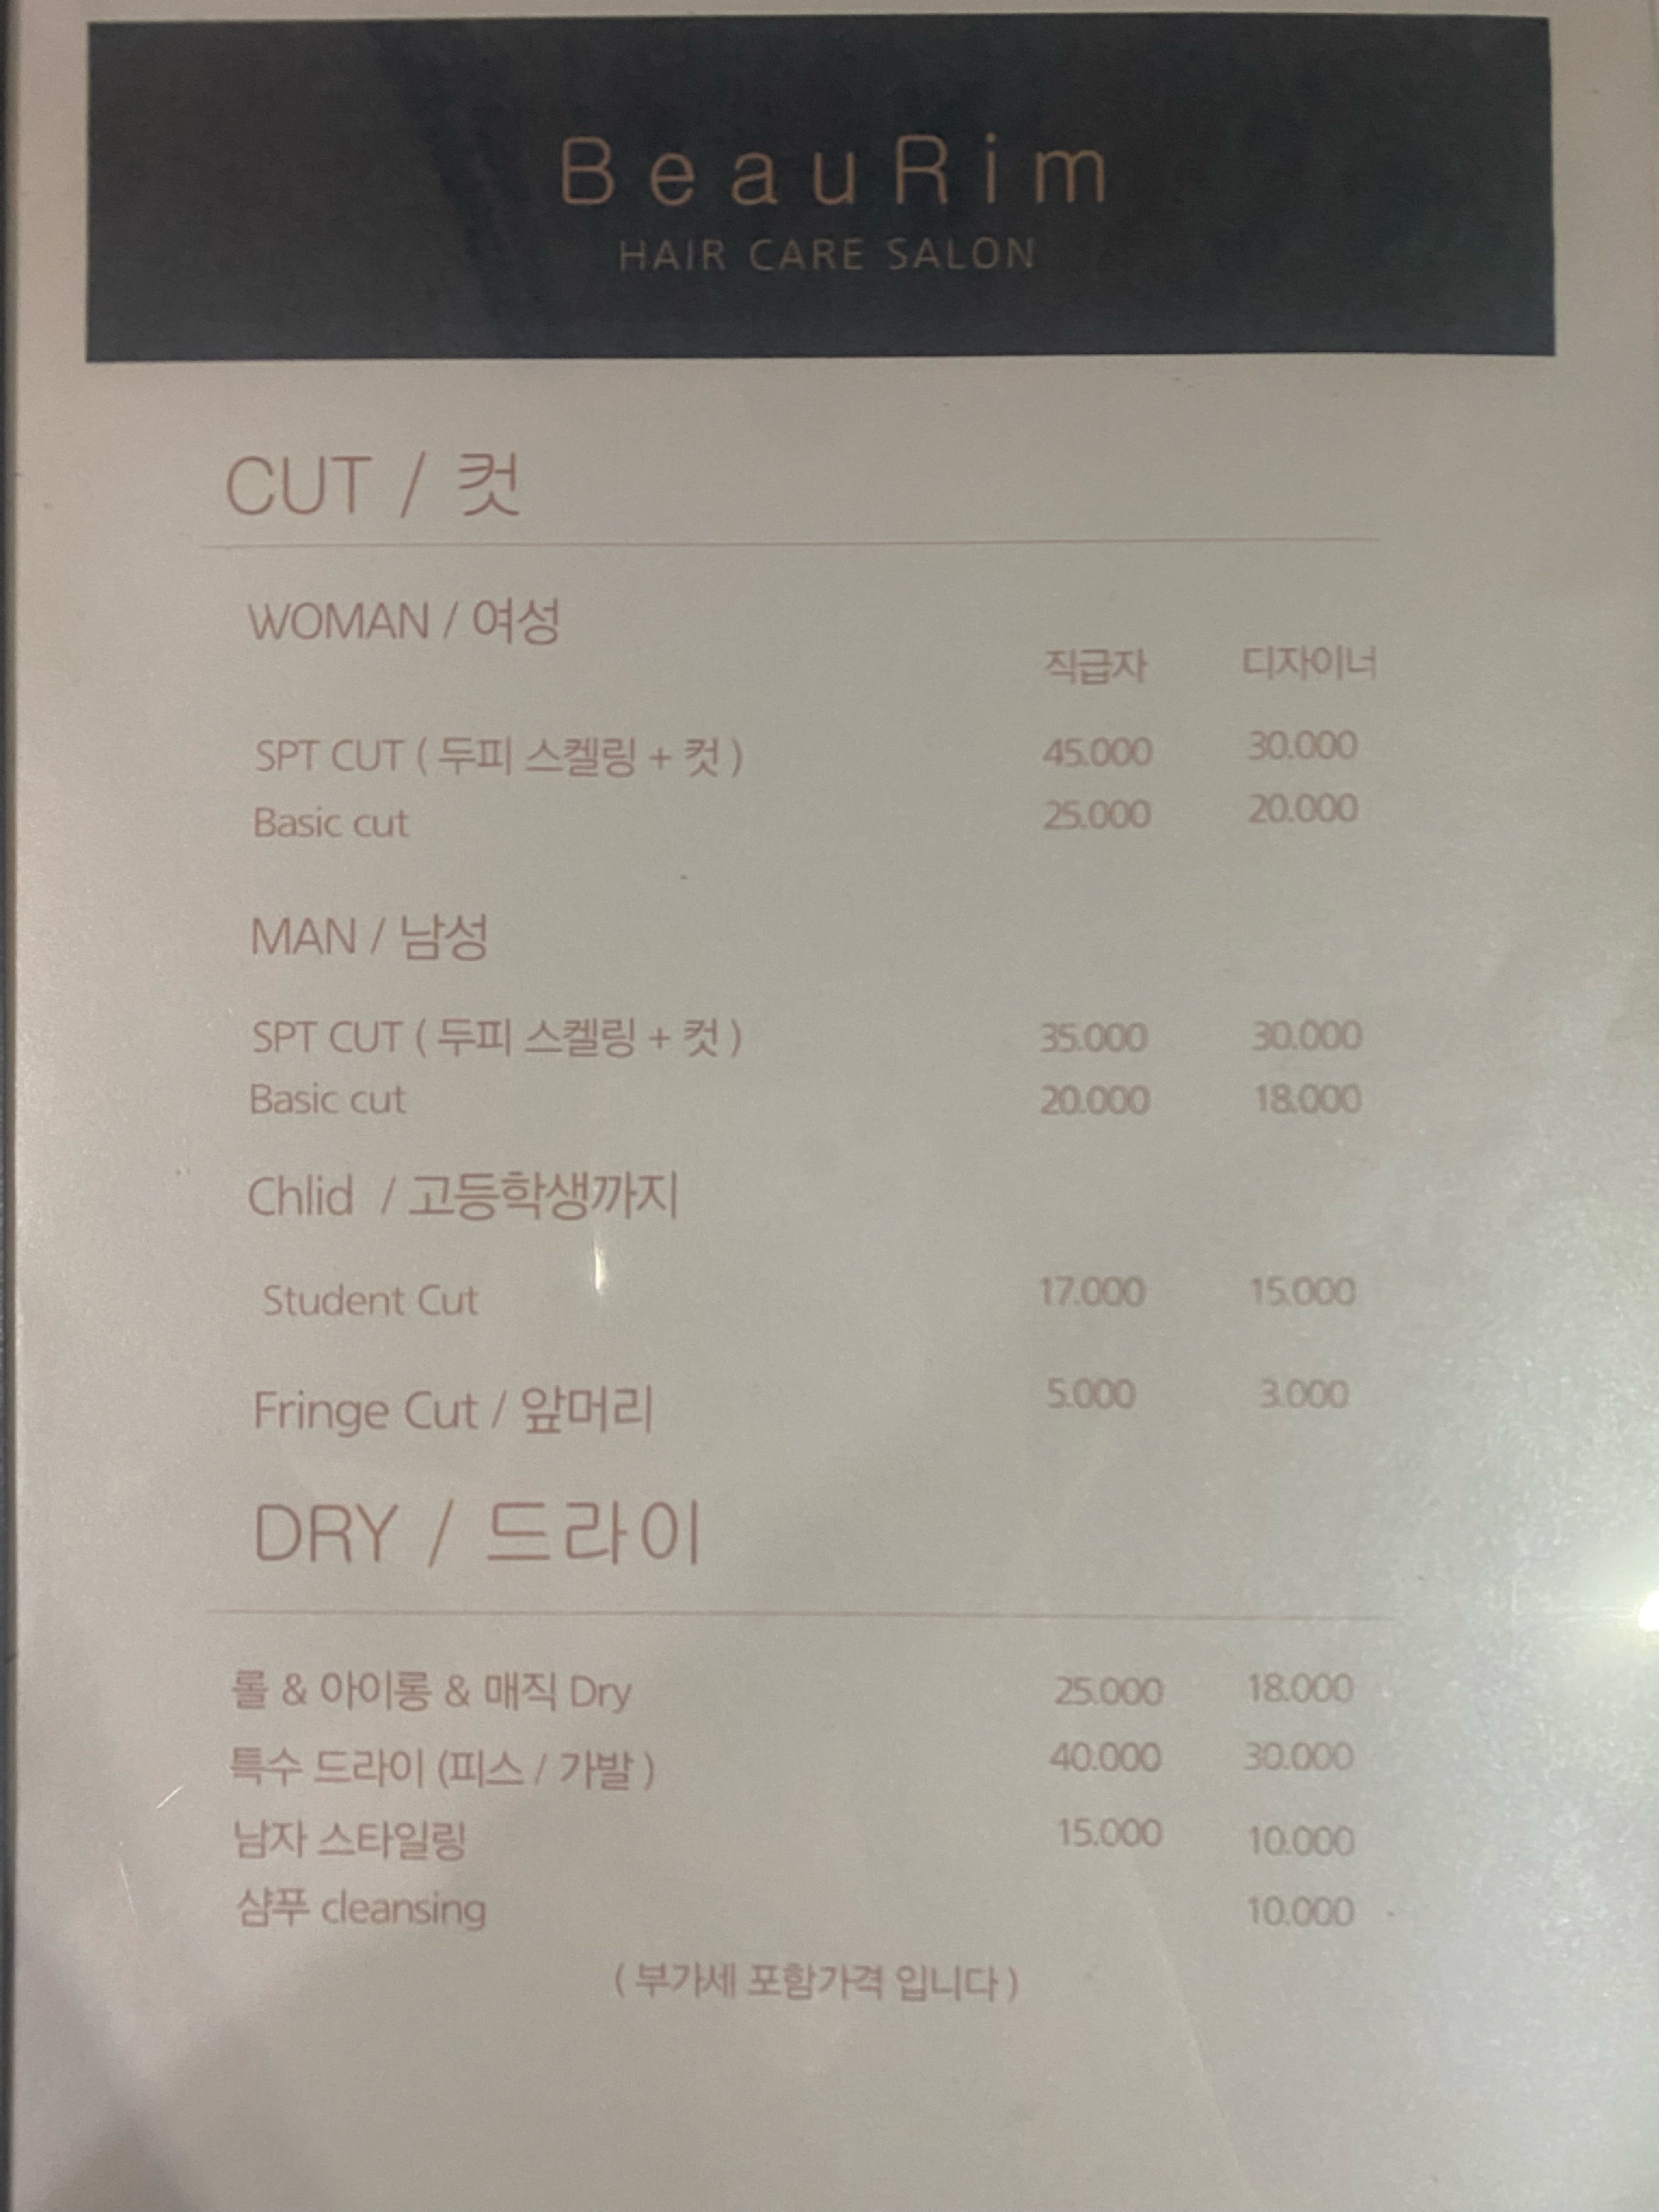 BeauRim
HAIR CARE SALON
CUT / 컷
WOMAN / 여성
직급자 디자이너
SPT CUT ( 두피 스켈링 + 컷 ) 45.000 30.000
Basic cut 25.000 20.000
MAN / 남성
SPT CUT ( 두피 스켈링 + 컷 ) 35.000 30.000
Basic cut 20.000 18.000
Chlid / 고등학생까지
Student Cut 17.000 15.000
Fringe Cut / 앞머리 5.000 3.000
DRY / 드라이
롤 & 아이롱 & 매직 Dry 25.000 18.000
특수 드라이 (피스 / 가발 ) 40.000 30.000
남자 스타일링 15.000 10.000
샴푸 cleansing 10.000
( 부가세 포함가격 입니다 )